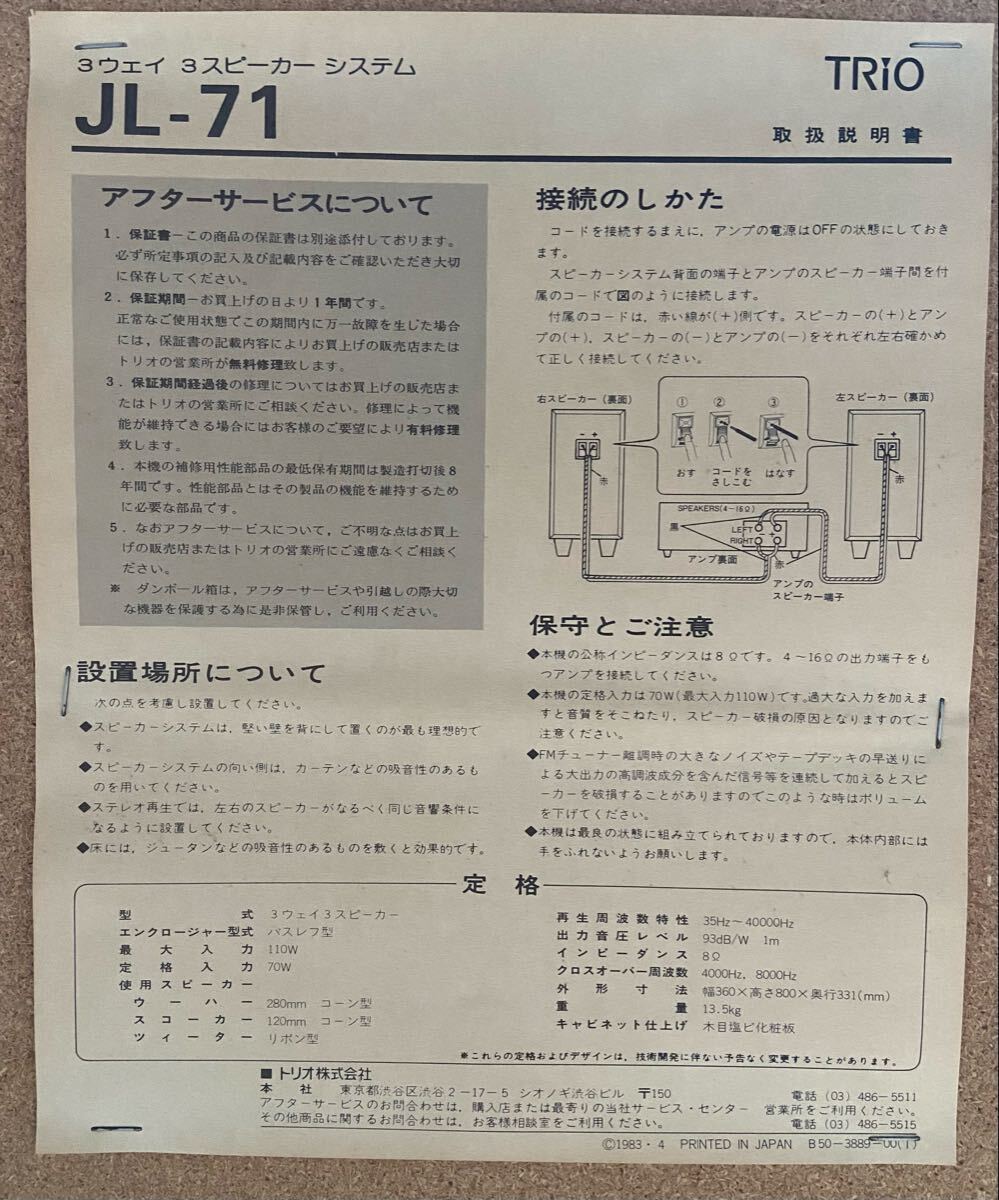 3ウェイ 3スピーカー システム
JL-71
TRiO
取扱説明書
アフターサービスについて
1．保証書－この商品の保証書は別途添付しております。
必ず所定事項の記入及び記載内容をご確認いただき大切
に保存してください。
2．保証期間－お買上げの日より1年間です。
正常なご使用状態でこの期間内に万一故障を生じた場合
には，保証書の記載内容によりお買上げの販売店または
トリオの営業所が無料修理致します。
3．保証期間経過後の修理についてはお買上げの販売店ま
たはトリオの営業所にご相談ください。修理によって機
能が維持できる場合にはお客様のご要望により有料修理
致します。
4．本機の補修用性能部品の最低保有期間は製造打切後8
年間です。性能部品とはその製品の機能を維持するため
に必要な部品です。
5．なおアフターサービスについて，ご不明な点はお買上
げの販売店またはトリオの営業所にご遠慮なくご相談く
ださい。
※ ダンボール箱は，アフターサービスや引越しの際大切
な機器を保護する為に是非保管し，ご利用ください。
設置場所について
次の点を考慮し設置してください。
◆スピーカーシステムは，堅い壁を背にして置くのが最も理想的で
す。
◆スピーカーシステムの向い側は，カーテンなどの吸音性のあるも
のを用いてください。
◆ステレオ再生では，左右のスピーカーがなるべく同じ音響条件に
なるように設置してください。
◆床には，ジュータンなどの吸音性のあるものを敷くと効果的です。
接続のしかた
コードを接続するまえに，アンプの電源はOFFの状態にしておき
ます。
スピーカーシステム背面の端子とアンプのスピーカー端子間を付
属のコードで図のように接続します。
付属のコードは，赤い線が(＋)側です。スピーカーの(＋)とアン
プの(＋)，スピーカーの(－)とアンプの(－)をそれぞれ左右確かめ
て正しく接続してください。
右スピーカー（裏面）
① ② ③
左スピーカー（裏面）
－ ＋
－ ＋
赤
おす
コードを
さしこむ
はなす
赤
SPEAKERS(4－16Ω)
黒
LEFT
RIGHT
－ ＋
アンプ裏面
赤
アンプの
スピーカー端子
保守とご注意
◆本機の公称インピーダンスは8Ωです。4～16Ωの出力端子をも
つアンプを接続してください。
◆本機の定格入力は70W(最大入力110W)です。過大な入力を加えま
すと音質をそこねたり，スピーカー破損の原因となりますのでご
注意ください。
◆FMチューナー離調時の大きなノイズやテープデッキの早送りに
よる大出力の高調波成分を含んだ信号等を連続して加えるとスピ
ーカーを破損することがありますのでこのような時はボリューム
を下げてください。
◆本機は最良の状態に組み立てられておりますので，本体内部には
手をふれないようお願いします。
定 格
型式 3ウェイ3スピーカー
エンクロージャー型式 バスレフ型
最大入力 110W
定格入力 70W
使用スピーカー
ウーハー 280mm コーン型
スコーカー 120mm コーン型
ツィーター リボン型
再生周波数特性 35Hz～40000Hz
出力音圧レベル 93dB/W 1m
インピーダンス 8Ω
クロスオーバー周波数 4000Hz，8000Hz
外形寸法 幅360×高さ800×奥行331(mm)
重量 13.5kg
キャビネット仕上げ 木目塩ビ化粧板
※これらの定格およびデザインは，技術開発に伴ない予告なく変更することがあります。
■トリオ株式会社
本社 東京都渋谷区渋谷2－17－5 シオノギ渋谷ビル 〒150 電話（03）486－5511
アフターサービスのお問合わせは，購入店または最寄りの当社サービス・センター 営業所をご利用ください。
その他商品に関するお問合わせは，お客様相談室をご利用ください。 電話（03）486－5515
©1983・4 PRINTED IN JAPAN B50－3889－00(T)